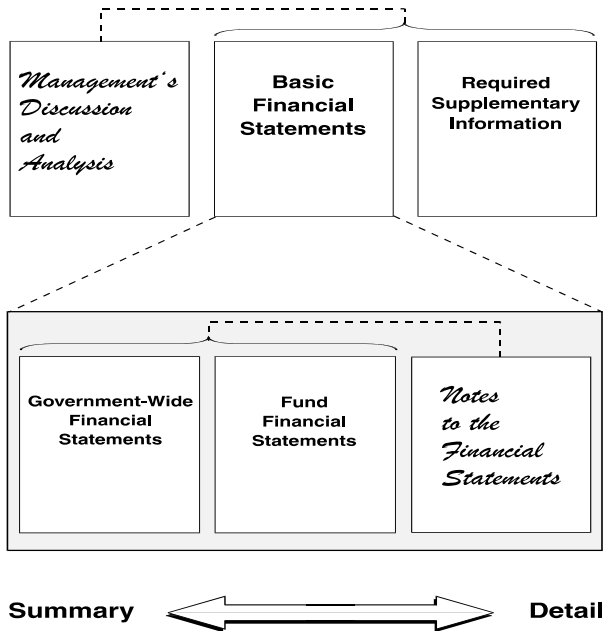 Management's
Discussion
and
Analysis
Basic
Financial
Statements
Required
Supplementary
Information
Government-Wide
Financial
Statements
Fund
Financial
Statements
Notes
to the
Financial
Statements
Summary
Detail